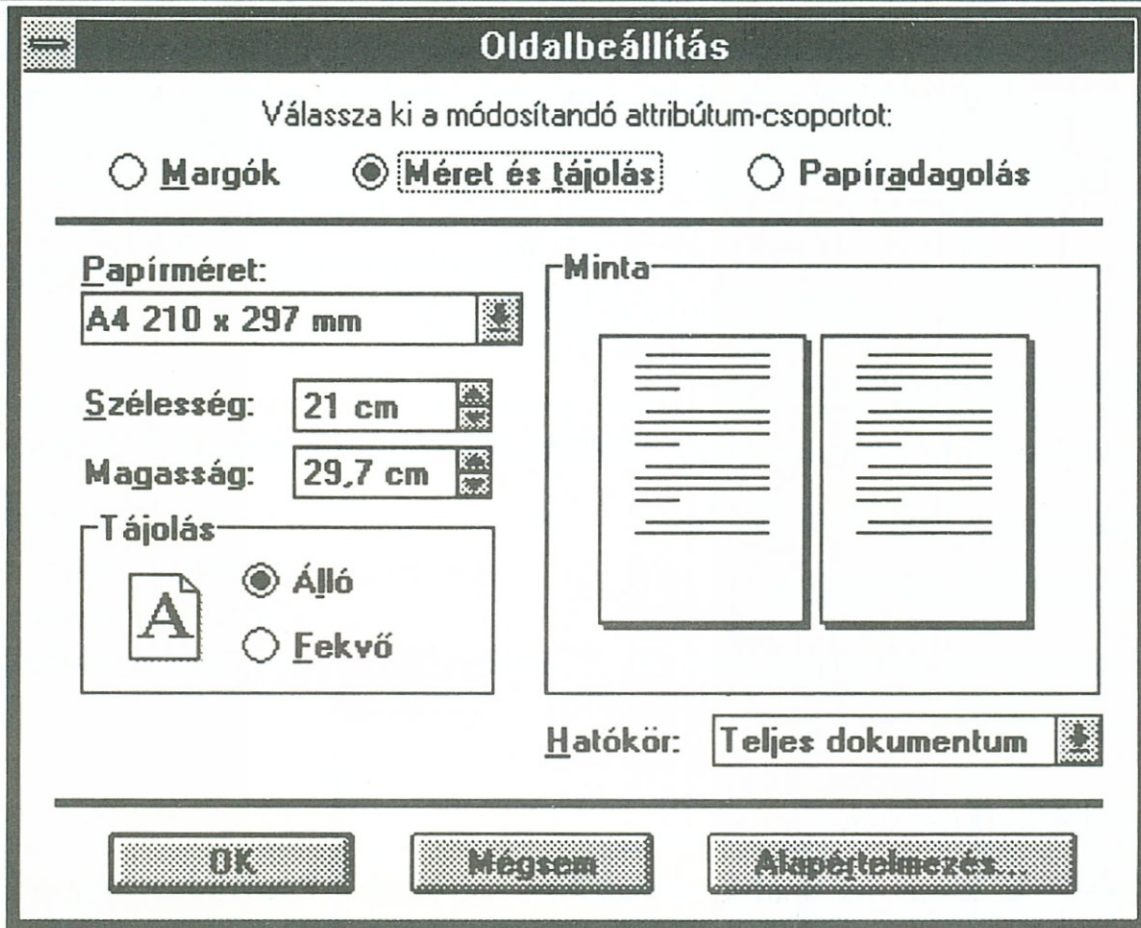 Oldalbeállítás
Válassza ki a módosítandó attribútum-csoportot:
Margók Méret és tájolás Papíradagolás
Papírméret:
A4 210 x 297 mm
Szélesség: 21 cm
Magasság: 29,7 cm
Tájolás
A
Álló
Fekvő
Minta
Hatókör: Teljes dokumentum
OK Mégsem Alapértelmezés...